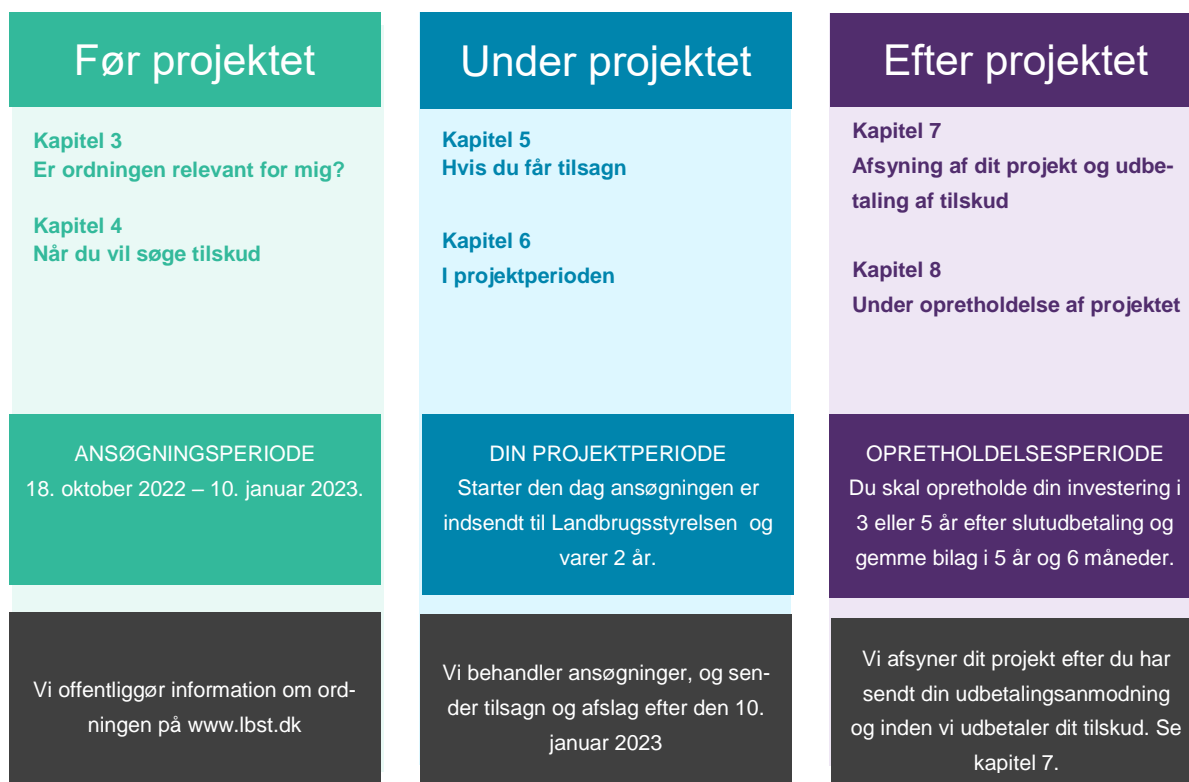 Før projektet
Kapitel 3
Er ordningen relevant for mig?
Kapitel 4
Når du vil søge tilskud
ANSØGNINGSPERIODE
18. oktober 2022 – 10. januar 2023.
Vi offentliggør information om ord-
ningen på www.lbst.dk
Under projektet
Kapitel 5
Hvis du får tilsagn
Kapitel 6
I projektperioden
DIN PROJEKTPERIODE
Starter den dag ansøgningen er
indsendt til Landbrugsstyrelsen og
varer 2 år.
Vi behandler ansøgninger, og sen-
der tilsagn og afslag efter den 10.
januar 2023
Efter projektet
Kapitel 7
Afsyning af dit projekt og udbe-
taling af tilskud
Kapitel 8
Under opretholdelse af projektet
OPRETHOLDELSESPERIODE
Du skal opretholde din investering i
3 eller 5 år efter slutudbetaling og
gemme bilag i 5 år og 6 måneder.
Vi afsyner dit projekt efter du har
sendt din udbetalingsanmodning
og inden vi udbetaler dit tilskud. Se
kapitel 7.